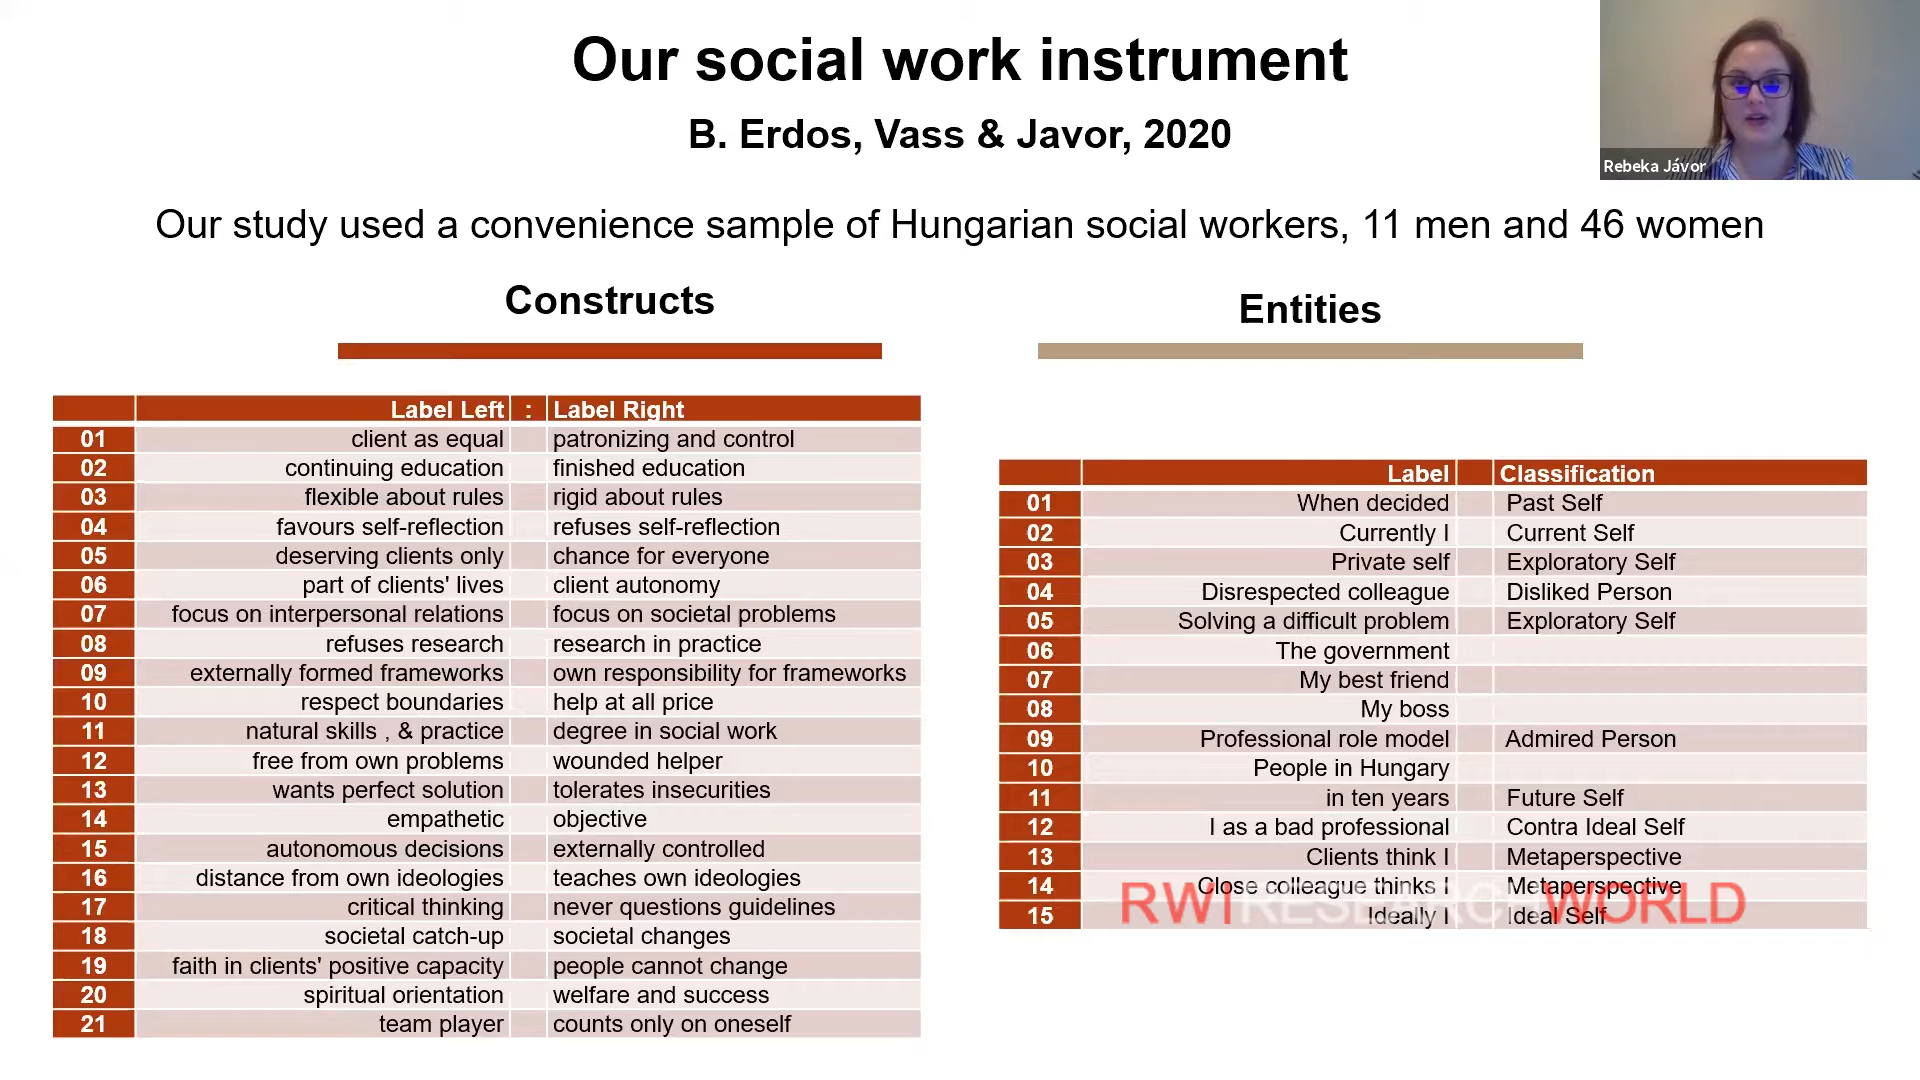 Our social work instrument
B. Erdos, Vass & Javor, 2020
Rebeka Jávor
Our study used a convenience sample of Hungarian social workers, 11 men and 46 women
Constructs
Label Left : Label Right
01 client as equal patronizing and control
02 continuing education finished education
03 flexible about rules rigid about rules
04 favours self-reflection refuses self-reflection
05 deserving clients only chance for everyone
06 part of clients' lives client autonomy
07 focus on interpersonal relations focus on societal problems
08 refuses research research in practice
09 externally formed frameworks own responsibility for frameworks
10 respect boundaries help at all price
11 natural skills , & practice degree in social work
12 free from own problems wounded helper
13 wants perfect solution tolerates insecurities
14 empathetic objective
15 autonomous decisions externally controlled
16 distance from own ideologies teaches own ideologies
17 critical thinking never questions guidelines
18 societal catch-up societal changes
19 faith in clients' positive capacity people cannot change
20 spiritual orientation welfare and success
21 team player counts only on oneself
Entities
Label Classification
01 When decided Past Self
02 Currently I Current Self
03 Private self Exploratory Self
04 Disrespected colleague Disliked Person
05 Solving a difficult problem Exploratory Self
06 The government
07 My best friend
08 My boss
09 Professional role model Admired Person
10 People in Hungary
11 in ten years Future Self
12 I as a bad professional Contra Ideal Self
13 Clients think I Metaperspective
14 Close colleague thinks I Metaperspective
15 Ideally I Ideal Self
RW| RESEARCHWORLD